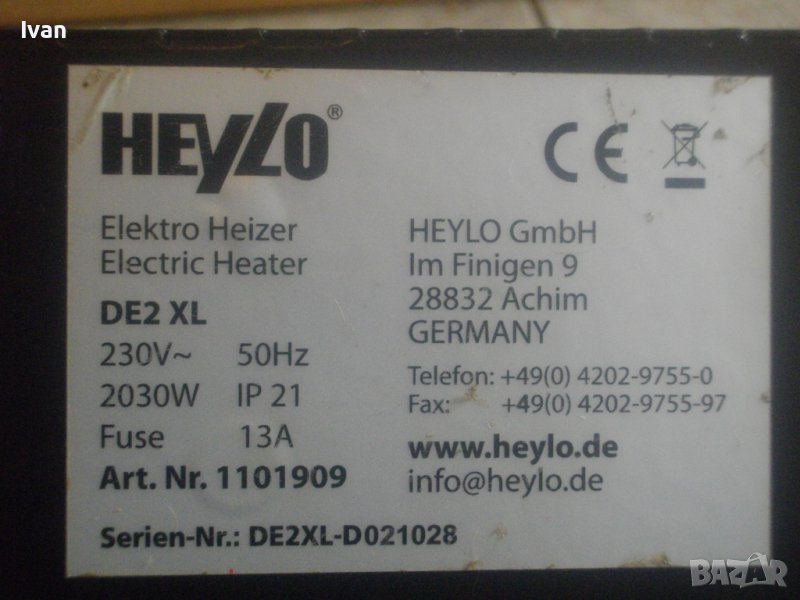 Ivan
HEYLO®
CE
Elektro Heizer
Electric Heater
DE2 XL
230V~ 50Hz
2030W IP 21
Fuse 13A
Art. Nr. 1101909
HEYLO GmbH
Im Finigen 9
28832 Achim
GERMANY
Telefon: +49(0) 4202-9755-0
Fax: +49(0) 4202-9755-97
www.heylo.de
info@heylo.de
Serien-Nr.: DE2XL-D021028
BAZAR